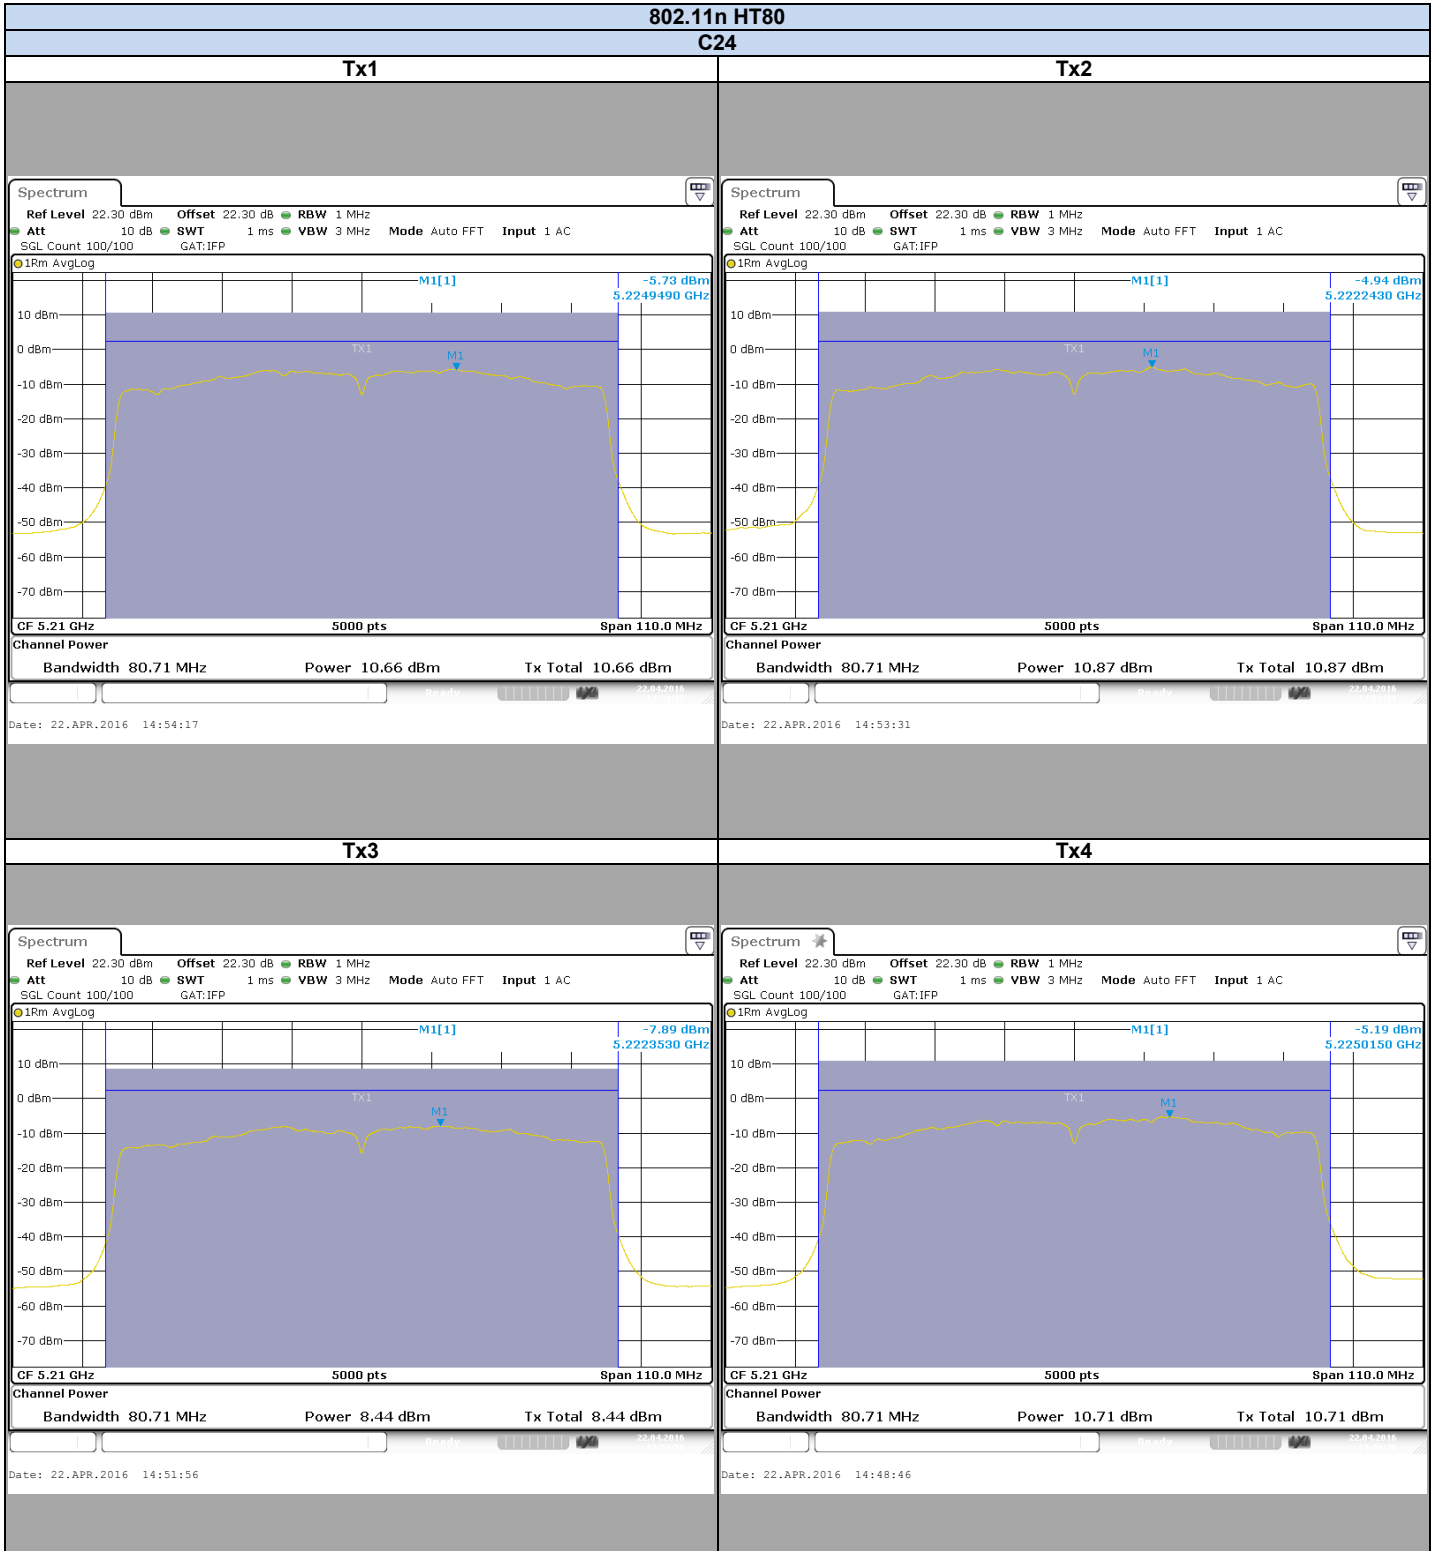 802.11n HT80
C24
Tx1
Tx2
Spectrum
Ref Level 22.30 dBm Offset 22.30 dB RBW 1 MHz
Att 10 dB SWT 1 ms VBW 3 MHz Mode Auto FFT Input 1 AC
SGL Count 100/100 GAT:IFP
1Rm AvgLog
M1[1] -5.73 dBm
5.2249490 GHz
10 dBm
0 dBm
TX1
M1
-10 dBm
-20 dBm
-30 dBm
-40 dBm
-50 dBm
-60 dBm
-70 dBm
CF 5.21 GHz 5000 pts Span 110.0 MHz
Channel Power
Bandwidth 80.71 MHz Power 10.66 dBm Tx Total 10.66 dBm
Ready 22.04.2016
Date: 22.APR.2016 14:54:17
Spectrum
Ref Level 22.30 dBm Offset 22.30 dB RBW 1 MHz
Att 10 dB SWT 1 ms VBW 3 MHz Mode Auto FFT Input 1 AC
SGL Count 100/100 GAT:IFP
1Rm AvgLog
M1[1] -4.94 dBm
5.2222430 GHz
10 dBm
0 dBm
TX1
M1
-10 dBm
-20 dBm
-30 dBm
-40 dBm
-50 dBm
-60 dBm
-70 dBm
CF 5.21 GHz 5000 pts Span 110.0 MHz
Channel Power
Bandwidth 80.71 MHz Power 10.87 dBm Tx Total 10.87 dBm
Ready 22.04.2016
Date: 22.APR.2016 14:53:31
Tx3
Tx4
Spectrum
Ref Level 22.30 dBm Offset 22.30 dB RBW 1 MHz
Att 10 dB SWT 1 ms VBW 3 MHz Mode Auto FFT Input 1 AC
SGL Count 100/100 GAT:IFP
1Rm AvgLog
M1[1] -7.89 dBm
5.2223530 GHz
10 dBm
0 dBm
TX1
M1
-10 dBm
-20 dBm
-30 dBm
-40 dBm
-50 dBm
-60 dBm
-70 dBm
CF 5.21 GHz 5000 pts Span 110.0 MHz
Channel Power
Bandwidth 80.71 MHz Power 8.44 dBm Tx Total 8.44 dBm
Ready 22.04.2016
Date: 22.APR.2016 14:51:56
Spectrum
Ref Level 22.30 dBm Offset 22.30 dB RBW 1 MHz
Att 10 dB SWT 1 ms VBW 3 MHz Mode Auto FFT Input 1 AC
SGL Count 100/100 GAT:IFP
1Rm AvgLog
M1[1] -5.19 dBm
5.2250150 GHz
10 dBm
0 dBm
TX1
M1
-10 dBm
-20 dBm
-30 dBm
-40 dBm
-50 dBm
-60 dBm
-70 dBm
CF 5.21 GHz 5000 pts Span 110.0 MHz
Channel Power
Bandwidth 80.71 MHz Power 10.71 dBm Tx Total 10.71 dBm
Ready 22.04.2016
Date: 22.APR.2016 14:48:46